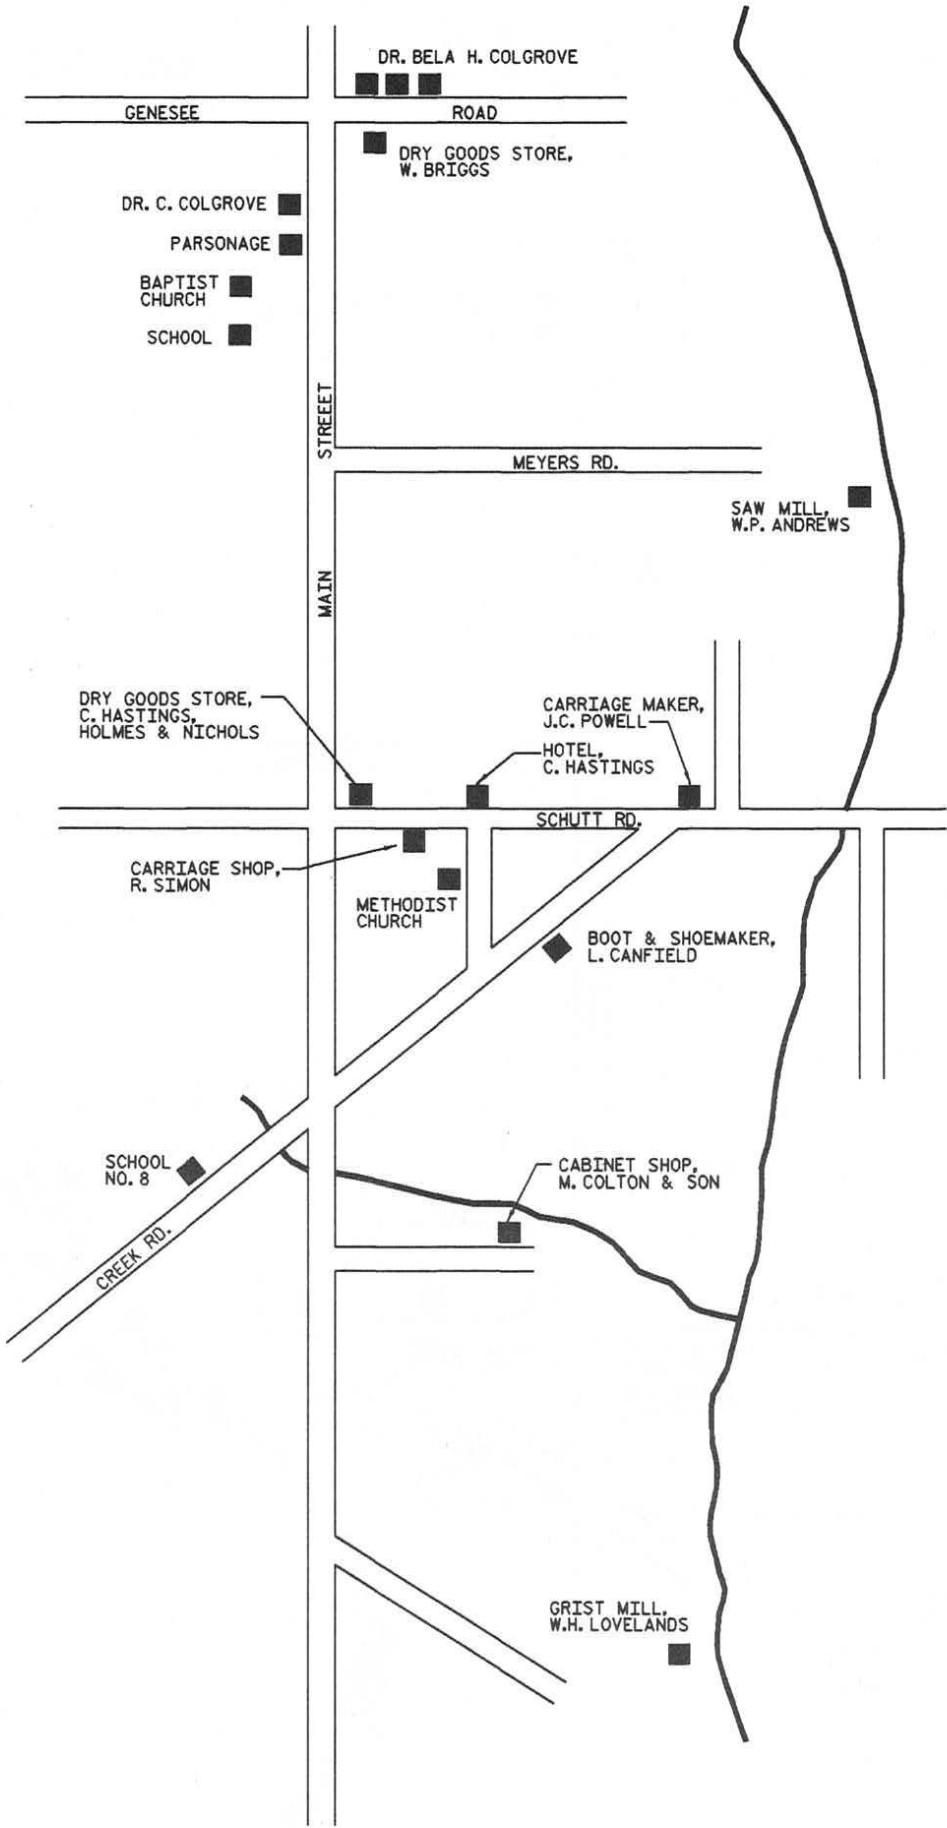 DR. BELA H. COLGROVE
GENESEE ROAD
DRY GOODS STORE,
W. BRIGGS
DR. C. COLGROVE
PARSONAGE
BAPTIST
CHURCH
SCHOOL
MAIN STREEET
MEYERS RD.
SAW MILL,
W.P. ANDREWS
DRY GOODS STORE,
C. HASTINGS,
HOLMES & NICHOLS
CARRIAGE MAKER,
J.C. POWELL
HOTEL,
C. HASTINGS
SCHUTT RD.
CARRIAGE SHOP,
R. SIMON
METHODIST
CHURCH
BOOT & SHOEMAKER,
L. CANFIELD
SCHOOL
NO. 8
CABINET SHOP,
M. COLTON & SON
CREEK RD.
GRIST MILL,
W.H. LOVELANDS